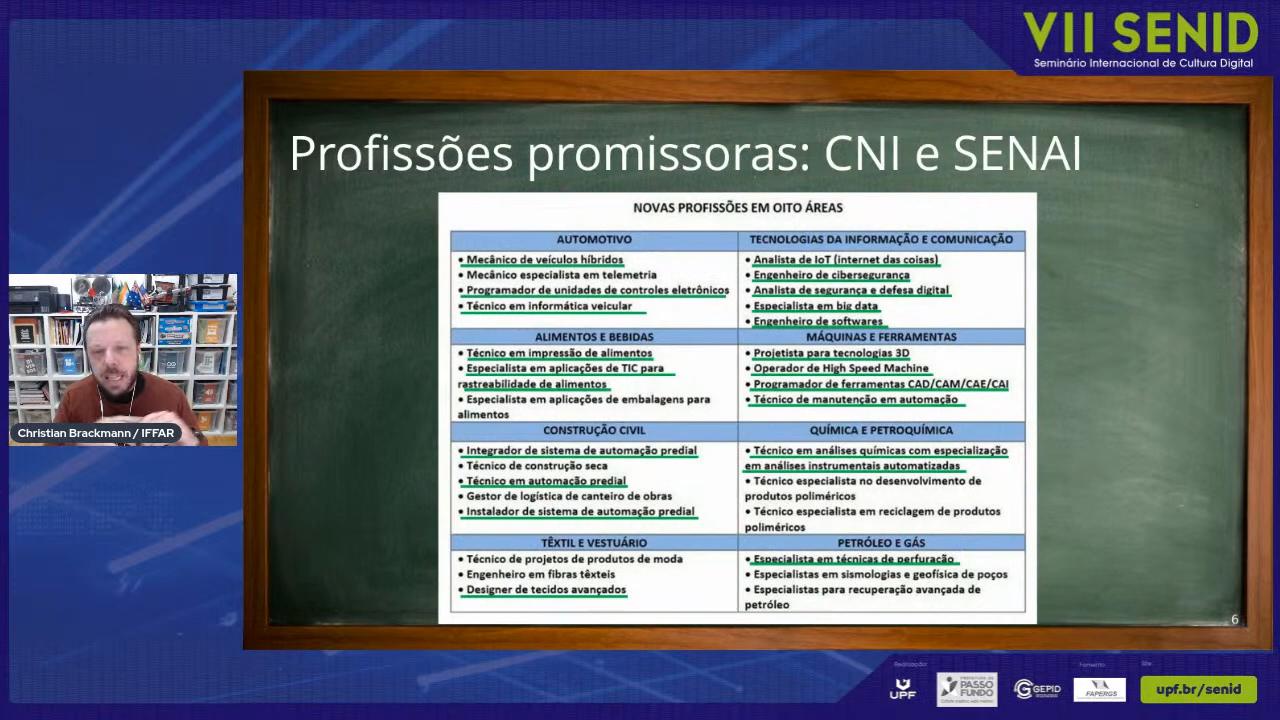 VII SENID
Seminário Internacional de Cultura Digital
Profissões promissoras: CNI e SENAI
NOVAS PROFISSÕES EM OITO ÁREAS
AUTOMOTIVO
• Mecânico de veículos híbridos
• Mecânico especialista em telemetria
• Programador de unidades de controles eletrônicos
• Técnico em informática veicular
TECNOLOGIAS DA INFORMAÇÃO E COMUNICAÇÃO
• Analista de IoT (internet das coisas)
• Engenheiro de cibersegurança
• Analista de segurança e defesa digital
• Especialista em big data
• Engenheiro de softwares
ALIMENTOS E BEBIDAS
• Técnico em impressão de alimentos
• Especialista em aplicações de TIC para
rastreabilidade de alimentos
• Especialista em aplicações de embalagens para
alimentos
MÁQUINAS E FERRAMENTAS
• Projetista para tecnologias 3D
• Operador de High Speed Machine
• Programador de ferramentas CAD/CAM/CAE/CAI
• Técnico de manutenção em automação
CONSTRUÇÃO CIVIL
• Integrador de sistema de automação predial
• Técnico de construção seca
• Técnico em automação predial
• Gestor de logística de canteiro de obras
• Instalador de sistema de automação predial
QUÍMICA E PETROQUÍMICA
• Técnico em análises químicas com especialização
em análises instrumentais automatizadas
• Técnico especialista no desenvolvimento de
produtos poliméricos
• Técnico especialista em reciclagem de produtos
poliméricos
TÊXTIL E VESTUÁRIO
• Técnico de projetos de produtos de moda
• Engenheiro em fibras têxteis
• Designer de tecidos avançados
PETRÓLEO E GÁS
• Especialista em técnicas de perfuração
• Especialistas em sismologias e geofísica de poços
• Especialistas para recuperação avançada de
petróleo
6
Christian Brackmann / IFFAR
Realização:
UPF
PREFEITURA DE
PASSO
FUNDO
GEPID
Fomento:
FAPERGS
Site:
upf.br/senid